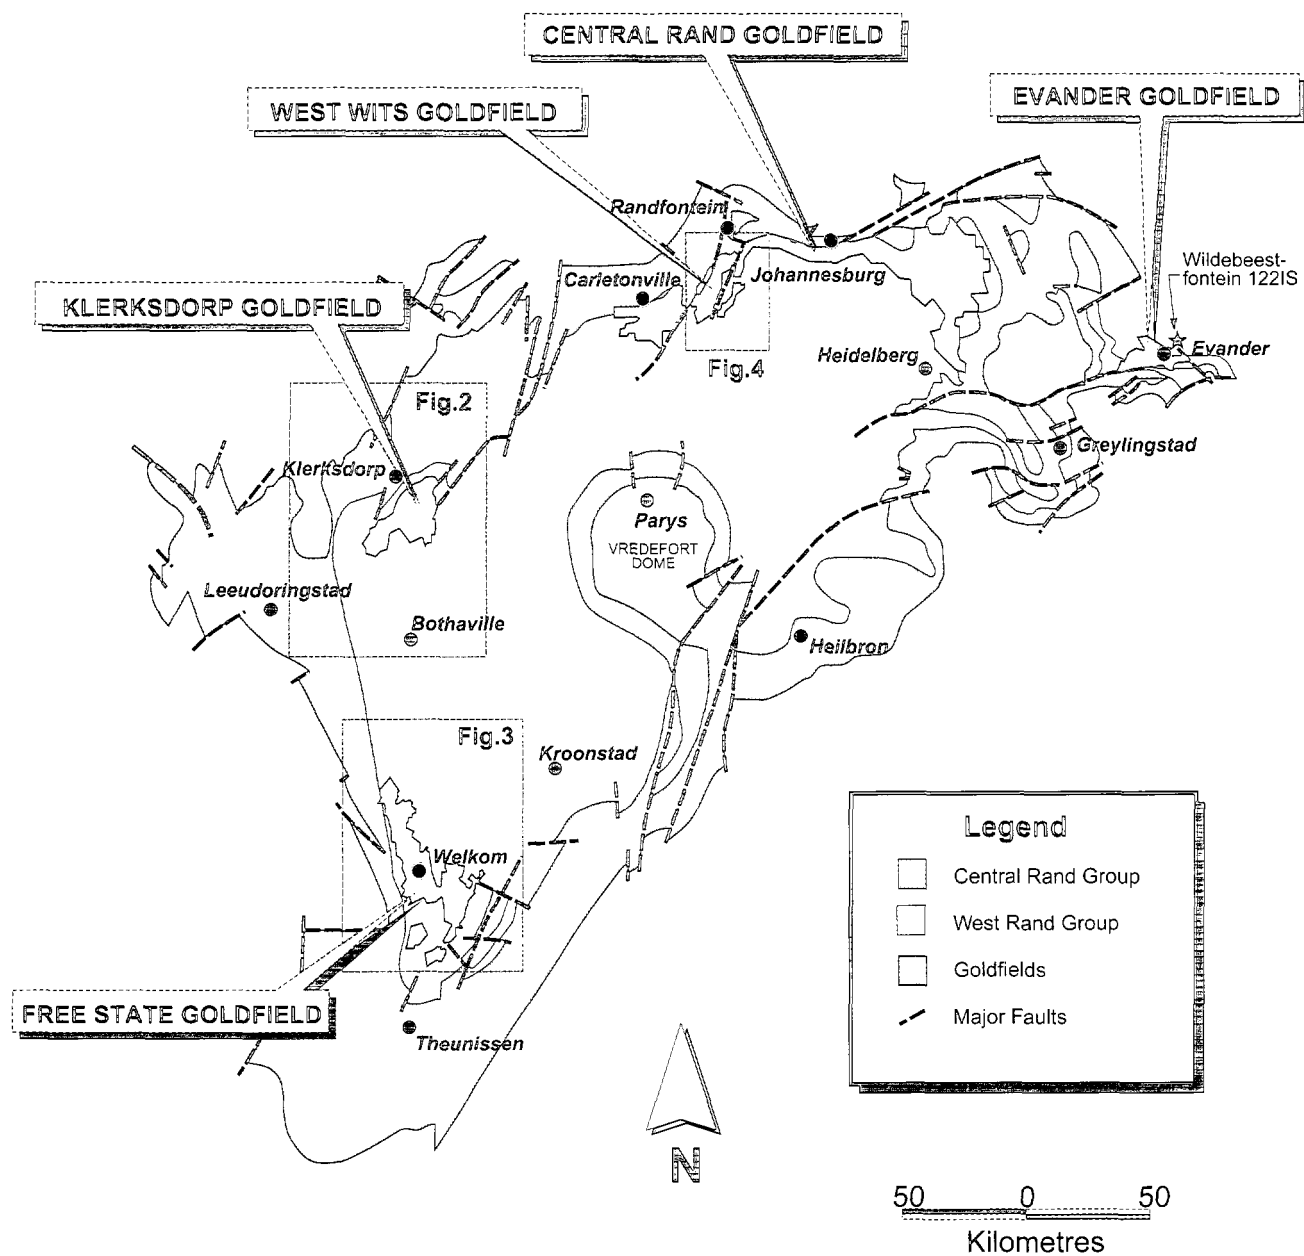 CENTRAL RAND GOLDFIELD
EVANDER GOLDFIELD
WEST WITS GOLDFIELD
Randfontein
Wildebeest-
fontein 122IS
Carletonville
Johannesburg
KLERKSDORP GOLDFIELD
Heidelberg
Evander
Fig.4
Fig.2
Greylingstad
Klerksdorp
Parys
VREDEFORT
DOME
Leeudoringstad
Bothaville
Heilbron
Fig.3
Kroonstad
Legend
Welkom
Central Rand Group
West Rand Group
Goldfields
FREE STATE GOLDFIELD
Major Faults
Theunissen
N
50 0 50
Kilometres